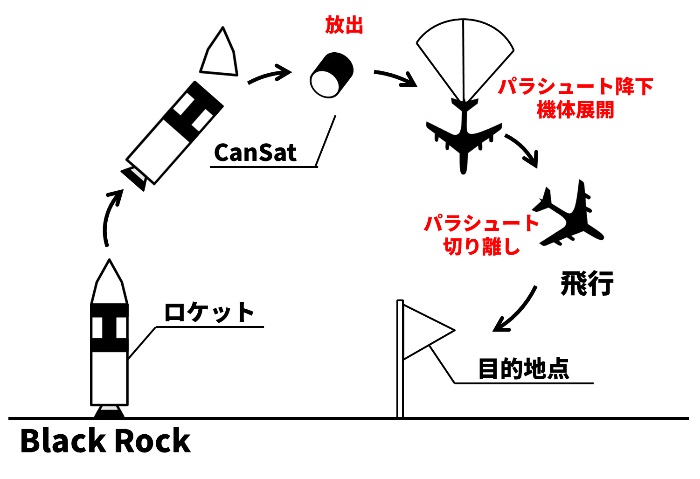 放出
パラシュート降下
機体展開
CanSat
パラシュート
切り離し
飛行
ロケット
目的地点
Black Rock